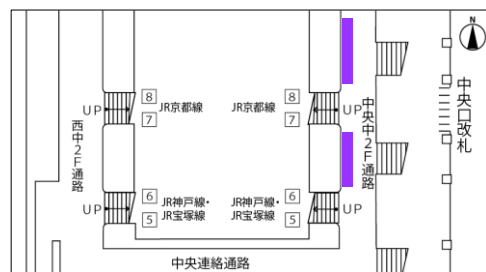 N
8
JR京都線
7
UP
西中2F通路
JR京都線
8
7
UP
中央中2F通路
中央口改札
6
JR神戸線・
JR宝塚線
5
UP
JR神戸線・
JR宝塚線
6
5
UP
中央連絡通路